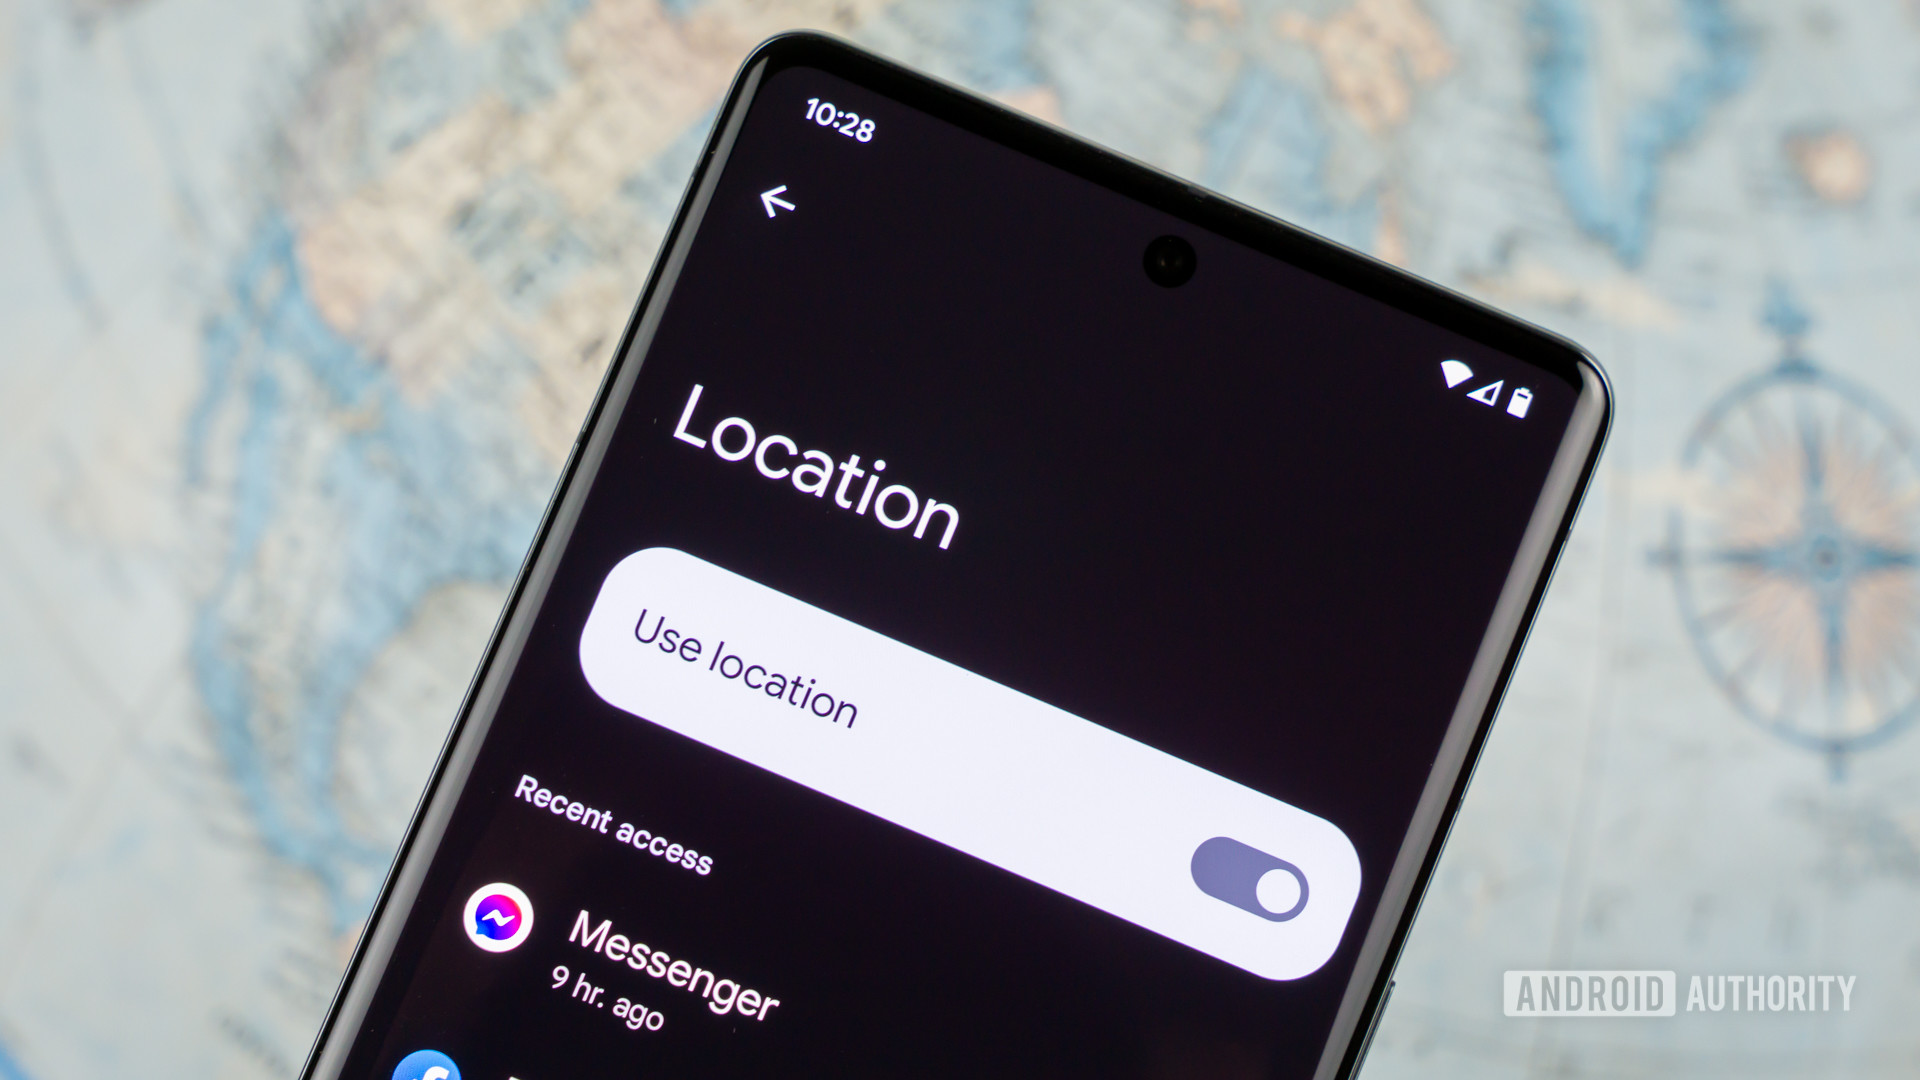 10:28
Location
Use location
Recent access
Messenger
9 hr. ago
ANDROID AUTHORITY